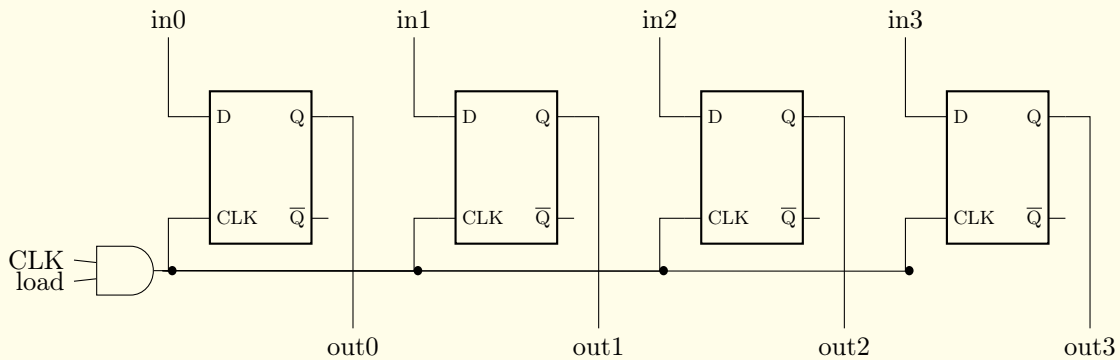 in0 in1 in2 in3
D Q D Q D Q D Q
CLK Q̅ CLK Q̅ CLK Q̅ CLK Q̅
CLK
load
out0 out1 out2 out3